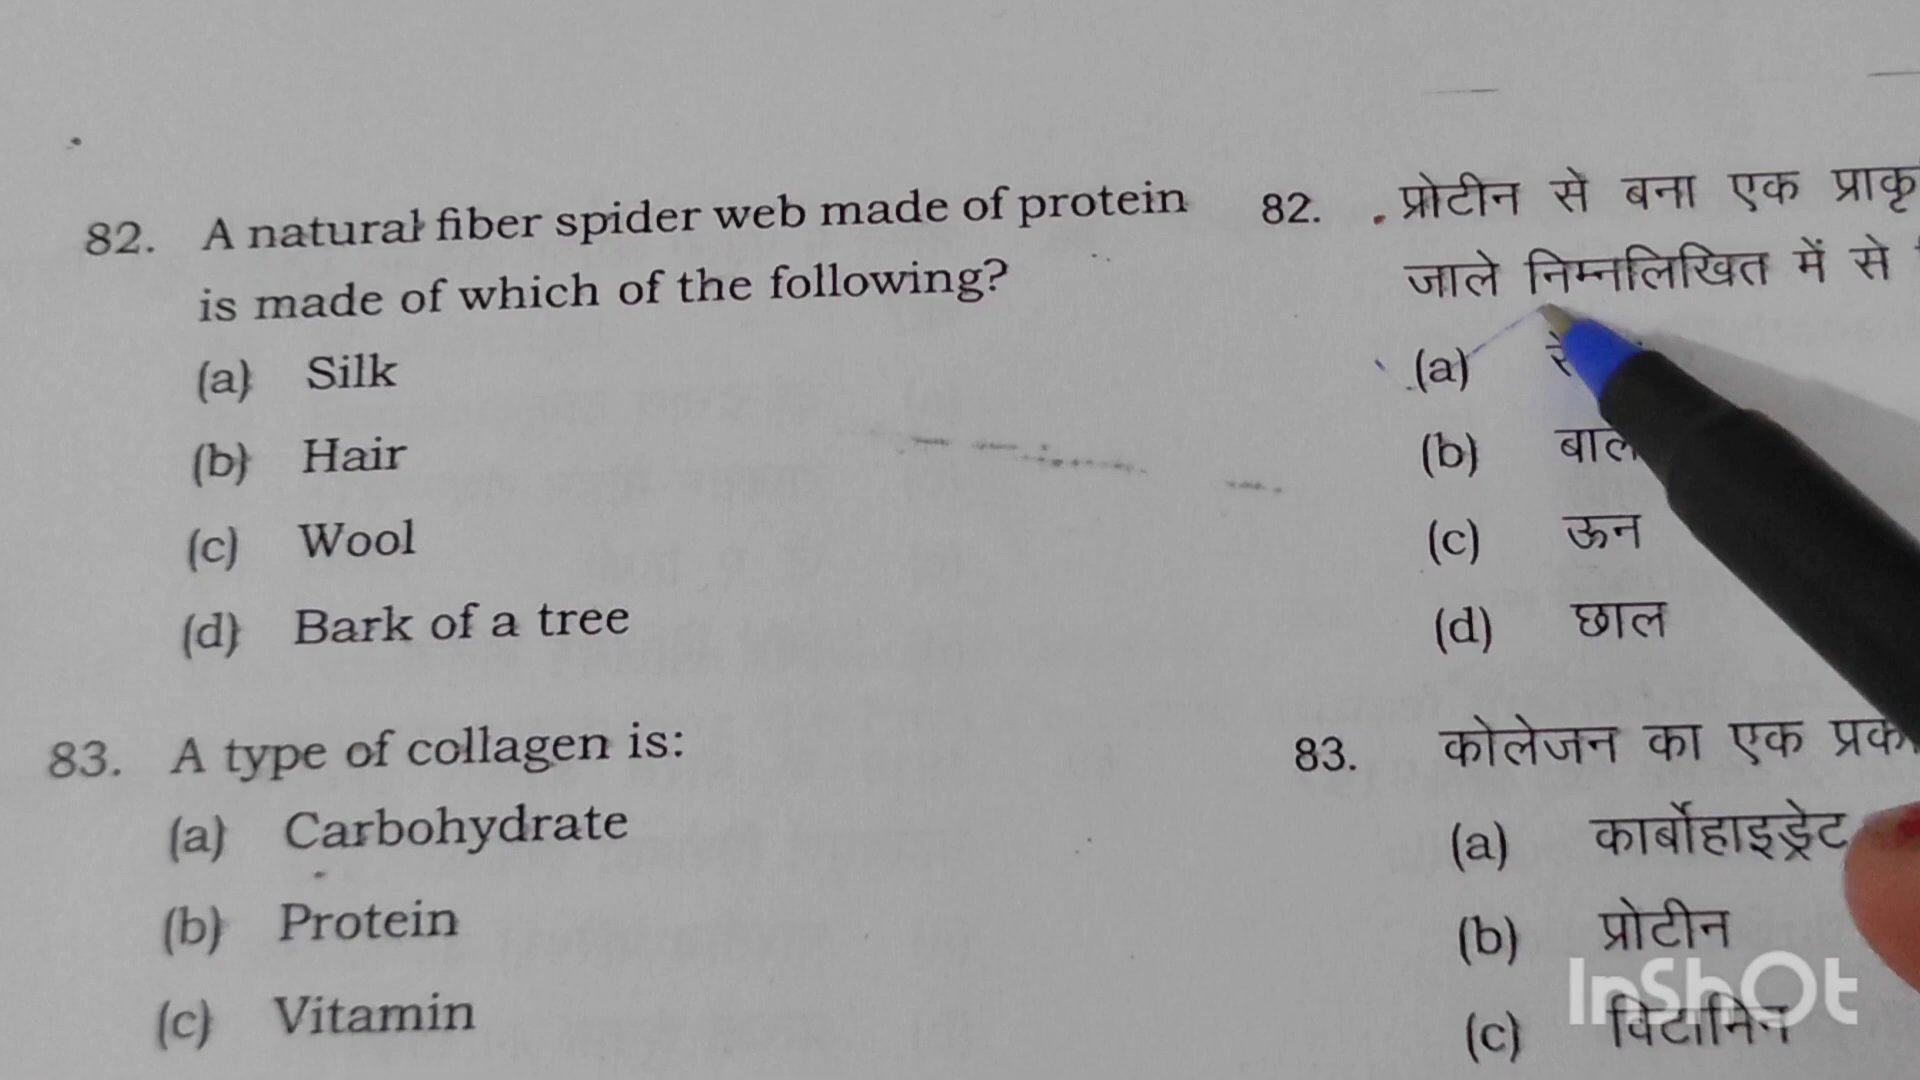 82. A natural fiber spider web made of protein
is made of which of the following?
(a) Silk
(b) Hair
(c) Wool
(d) Bark of a tree
83. A type of collagen is:
(a) Carbohydrate
(b) Protein
(c) Vitamin
82. प्रोटीन से बना एक
जाले निम्नलिखित में से
(a)
(b)
(c) ऊन
(d) छाल
83. कोलेजन का एक
(a) कार्बोहाइड्रेट
(b) प्रोटीन
(c) विटामिन
InShOt